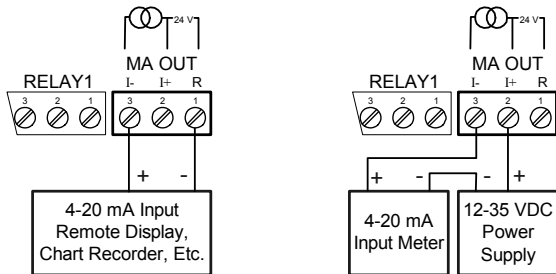 24 V
MA OUT
RELAY1 I- I+ R
3 2 1 3 2 1
+ -
4-20 mA Input
Remote Display,
Chart Recorder, Etc.
24 V
MA OUT
RELAY1 I- I+ R
3 2 1 3 2 1
+ - - +
4-20 mA
Input Meter
12-35 VDC
Power
Supply